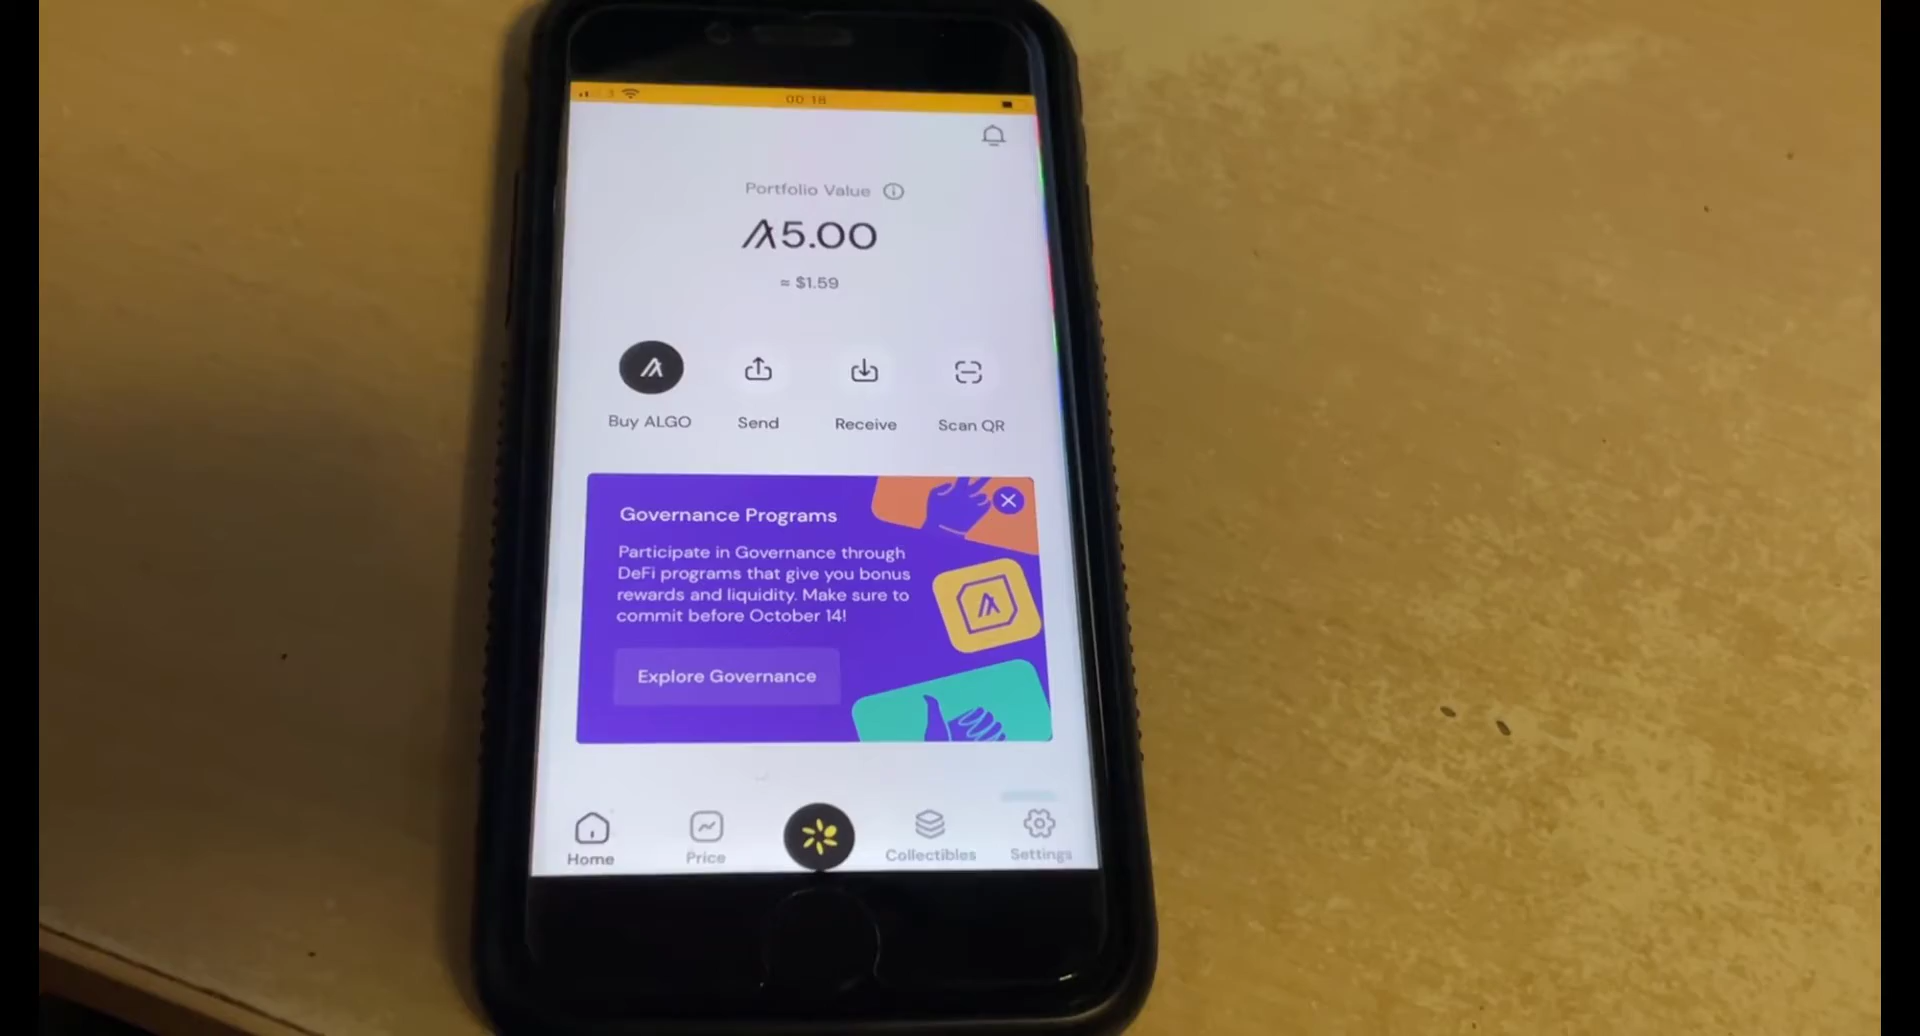 00:18
Portfolio Value
5.00
≈ $1.59
Buy ALGO
Send
Receive
Scan QR
Governance Programs
Participate in Governance through
DeFi programs that give you bonus
rewards and liquidity. Make sure to
commit before October 14!
Explore Governance
Home
Price
Collectibles
Settings